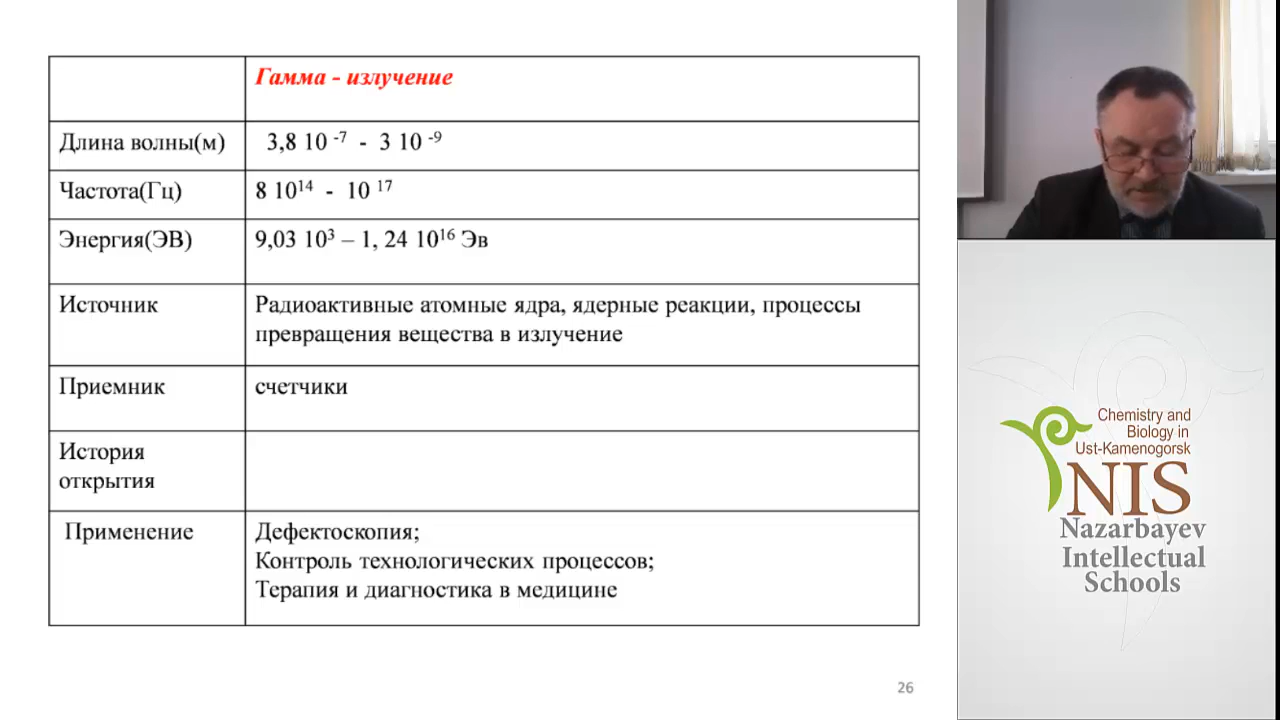 Гамма - излучение
Длина волны(м) 3,8 10 -7 - 3 10 -9
Частота(Гц) 8 10¹⁴ - 10 ¹⁷
Энергия(ЭВ) 9,03 10³ – 1, 24 10¹⁶ Эв
Источник Радиоактивные атомные ядра, ядерные реакции, процессы
превращения вещества в излучение
Приемник счетчики
История
открытия
Применение Дефектоскопия;
Контроль технологических процессов;
Терапия и диагностика в медицине
26
Chemistry and
Biology in
Ust-Kamenogorsk
NIS
Nazarbayev
Intellectual
Schools